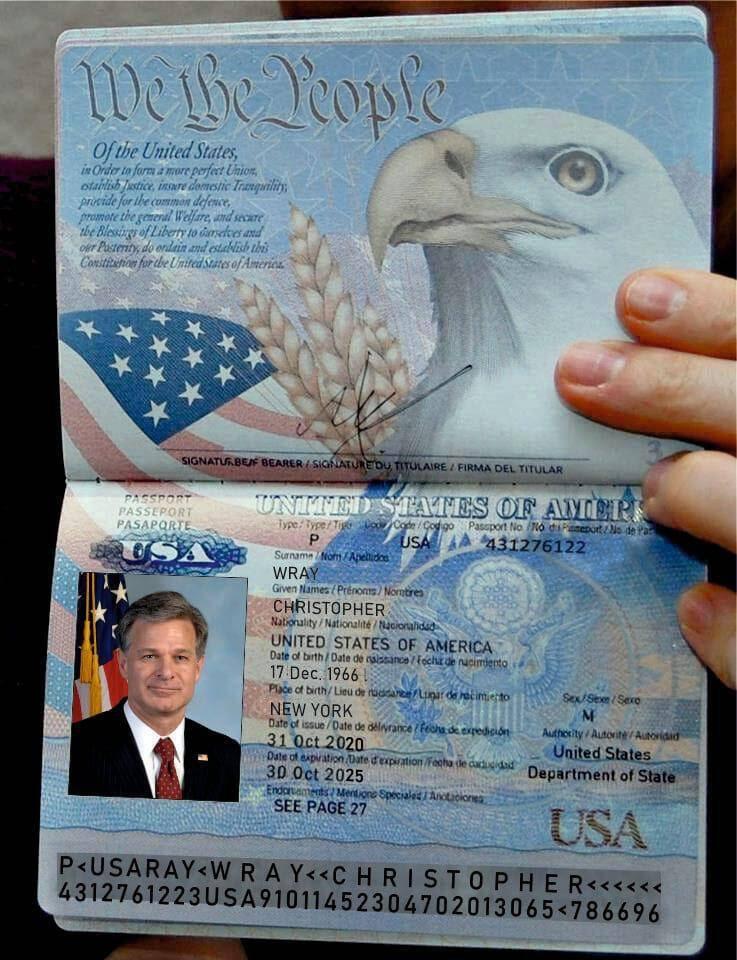 We the People
Of the United States,
in Order to form a more perfect Union,
establish Justice, insure domestic Tranquility,
provide for the common defence,
promote the general Welfare, and secure
the Blessings of Liberty to ourselves and
our Posterity, do ordain and establish this
Constitution for the United States of America.
BEARER / SIGNATURE DU TITULAIRE / FIRMA DEL TITULAR
3
PASSPORT
PASSEPORT
PASAPORTE
UNITED STATES OF
USA
Type / Type / Tipo Code / Code / Codigo Passport No. / No du Passeport / No. de
P USA 431276122
Surname / Nom / Apellidos
WRAY
Given Names / Prénoms / Nombres
CHRISTOPHER
Nationality / Nationalité / Nacionalidad
UNITED STATES OF AMERICA
Date of birth / Date de naissance / Fecha de nacimiento
17 Dec. 1966
Place of birth / Lieu de naissance / Lugar de nacimiento Sex / Sexe / Sexo
NEW YORK M
Date of issue / Date de délivrance / Fecha de expedición Authority / Autorité / Autoridad
31 Oct 2020 United States
Date of expiration / Date d'expiration / Fecha de caducidad Department of State
30 Oct 2025
Endorsements / Mentions Spéciales / Anotaciones
SEE PAGE 27
USA
P<USARAY<WRAY<<CHRISTOPHER<<<<<<
4312761223USA91011452304702013065<786696